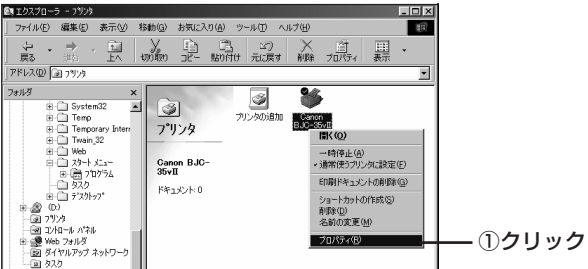 エクスプローラ - プリンタ
ファイル(F) 編集(E) 表示(V) 移動(G) お気に入り(A) ツール(T) ヘルプ(H)
戻る 進む 上へ 切り取り コピー 貼り付け 元に戻す 削除 プロパティ 表示
アドレス(D) プリンタ
フォルダ
System32
Temp
Temporary Intern
Twain_32
Web
スタート メニュー
プログラム
タスク
デスクトップ
(D:)
プリンタ
コントロール パネル
Web フォルダ
ダイヤルアップ ネットワーク
タスク
プリンタ
Canon BJC-
35vII
ドキュメント: 0
プリンタの追加
Canon
BJC-35vII
開く(O)
一時停止(A)
通常使うプリンタに設定(F)
印刷ドキュメントの削除(G)
ショートカットの作成(S)
削除(D)
名前の変更(M)
プロパティ(R)
①クリック